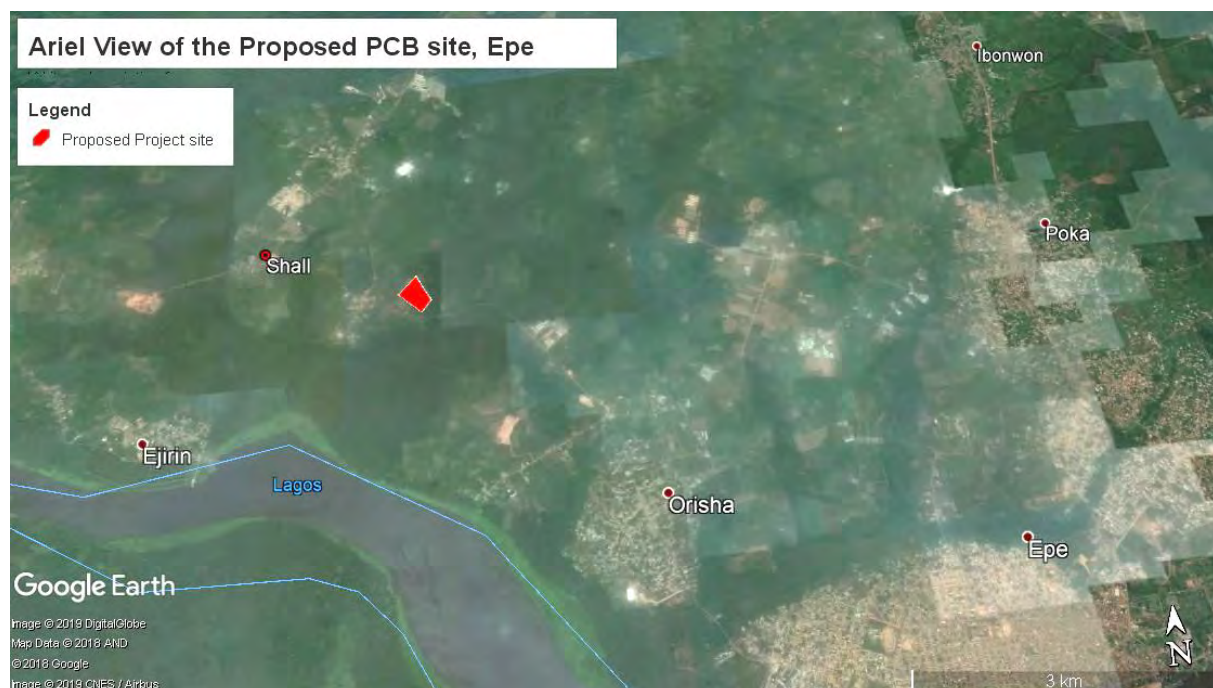 Ariel View of the Proposed PCB site, Epe
Legend
Proposed Project site
Ibonwon
Poka
Shall
Ejirin
Lagos
Orisha
Epe
Google Earth
Image © 2019 DigitalGlobe
Map Data © 2018 AND
© 2018 Google
Image © 2019 CNES / Airbus
N
3 km